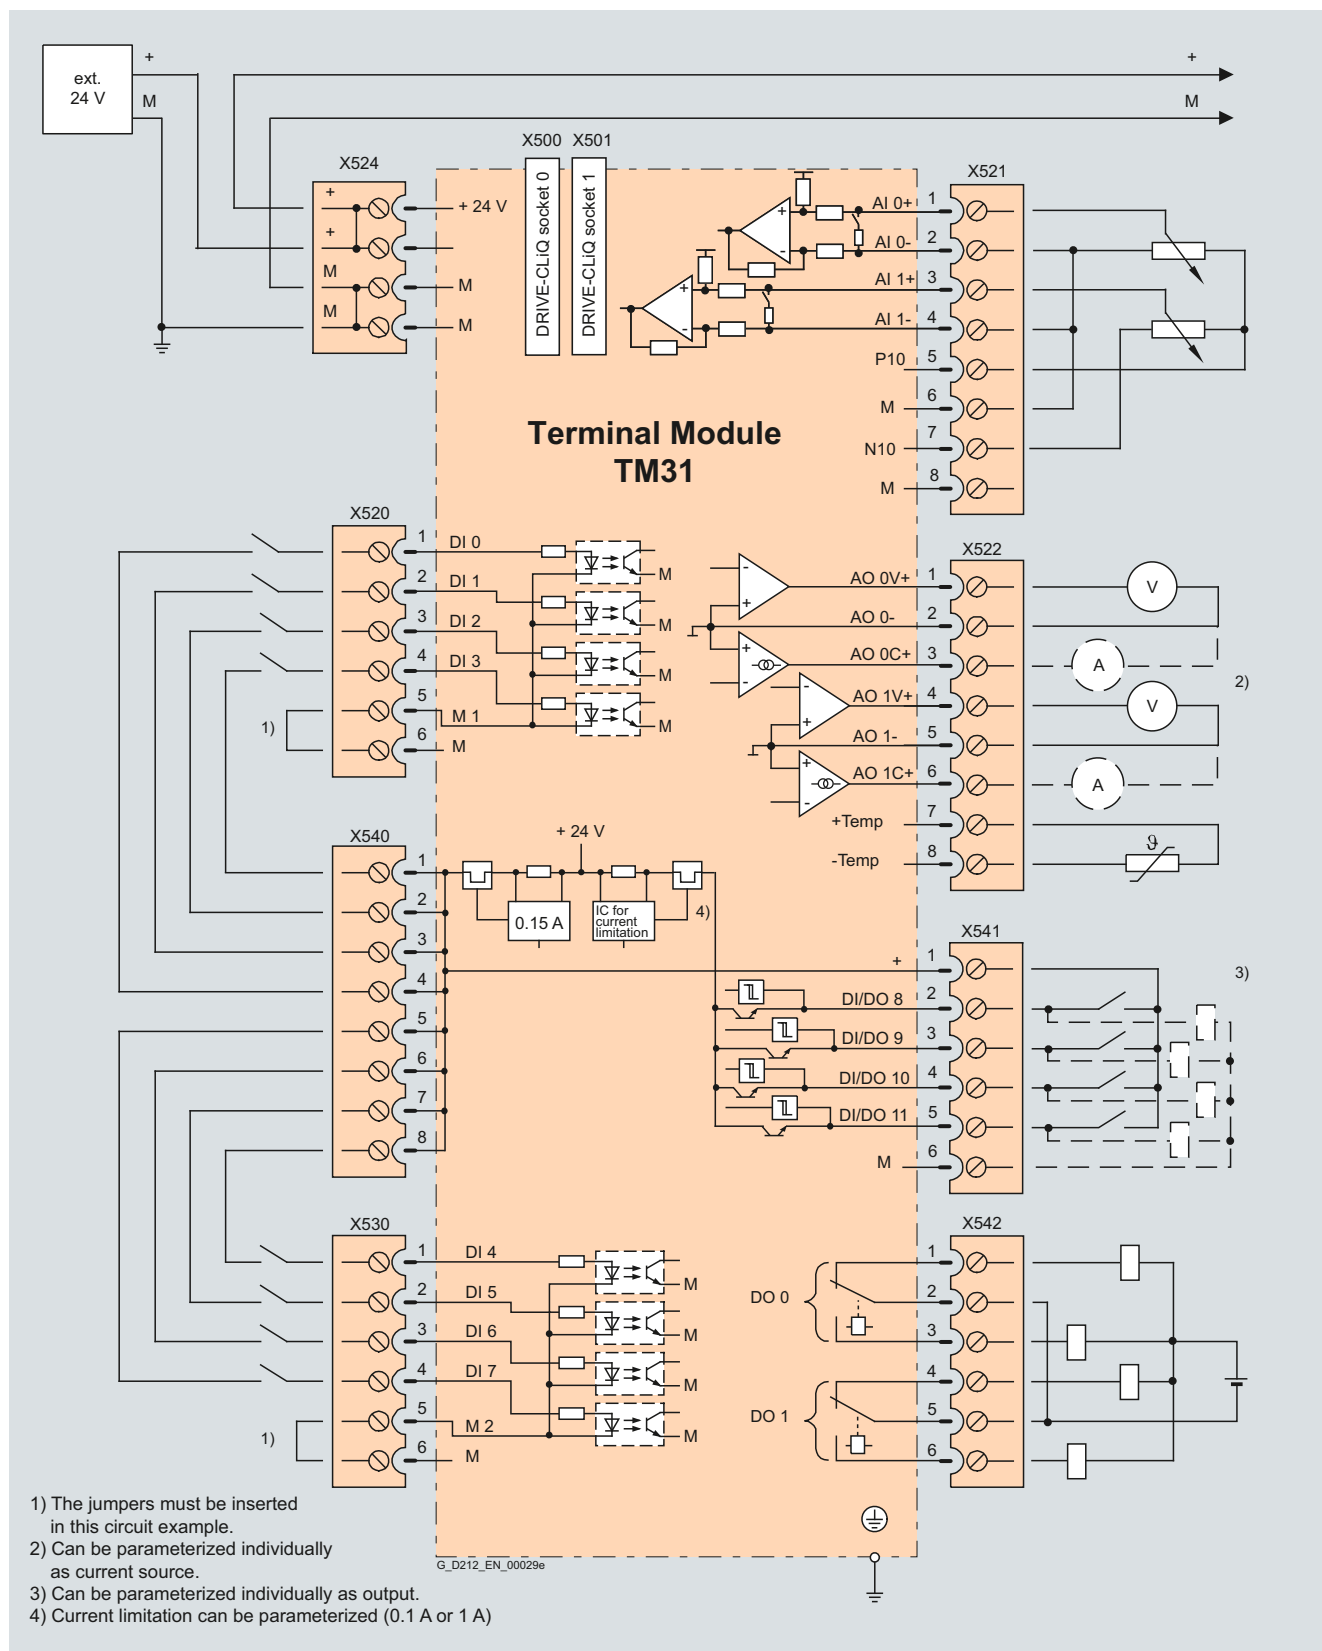 ext.
24 V
+
M
+
M
X524
+
+
M
M
+ 24 V
M
M
X500
X501
DRIVE-CLiQ socket 0
DRIVE-CLiQ socket 1
X521
+
-
+
-
AI 0+
AI 0-
AI 1+
AI 1-
P10
M
N10
M
1
2
3
4
5
6
7
8
Terminal Module
TM31
X520
1
2
3
4
5
6
DI 0
DI 1
DI 2
DI 3
M 1
M
M
M
M
M
1)
X522
-
+
+
-
-
+
+
-
AO 0V+
AO 0-
AO 0C+
AO 1V+
AO 1-
AO 1C+
+Temp
-Temp
1
2
3
4
5
6
7
8
V
A
V
A
2)
ϑ
X540
1
2
3
4
5
6
7
8
+ 24 V
0.15 A
IC for
current
limitation
4)
X541
+
DI/DO 8
DI/DO 9
DI/DO 10
DI/DO 11
M
1
2
3
4
5
6
3)
X530
1
2
3
4
5
6
DI 4
DI 5
DI 6
DI 7
M 2
M
M
M
M
M
1)
X542
DO 0
DO 1
1
2
3
4
5
6
1) The jumpers must be inserted
in this circuit example.
2) Can be parameterized individually
as current source.
3) Can be parameterized individually as output.
4) Current limitation can be parameterized (0.1 A or 1 A)
G_D212_EN_00029e